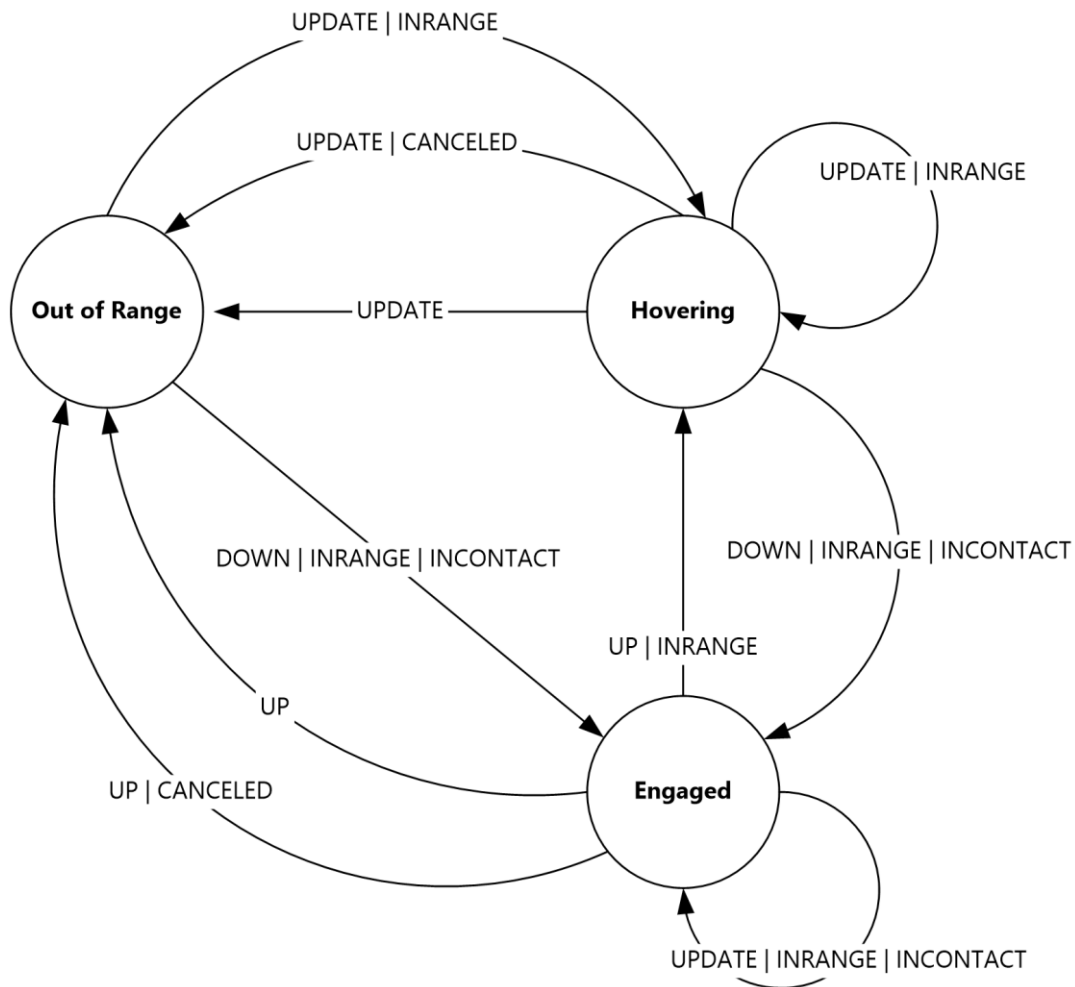 UPDATE | INRANGE
UPDATE | CANCELED
UPDATE | INRANGE
Out of Range
UPDATE
Hovering
DOWN | INRANGE | INCONTACT
DOWN | INRANGE | INCONTACT
UP | INRANGE
UP
UP | CANCELED
Engaged
UPDATE | INRANGE | INCONTACT